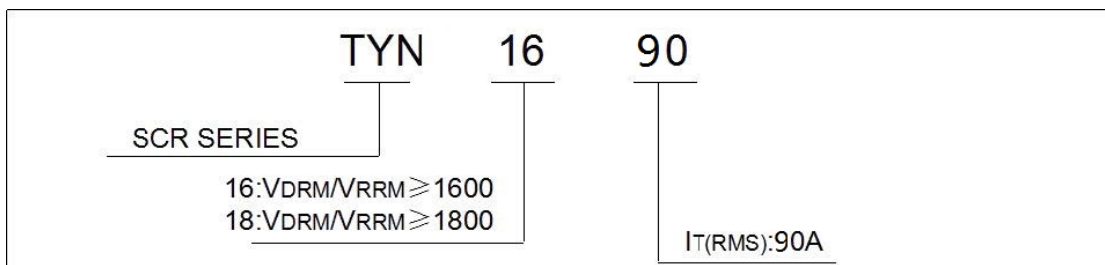 TYN 16 90
SCR SERIES
16:VDRM/VRRM≥1600
18:VDRM/VRRM≥1800
IT(RMS):90A